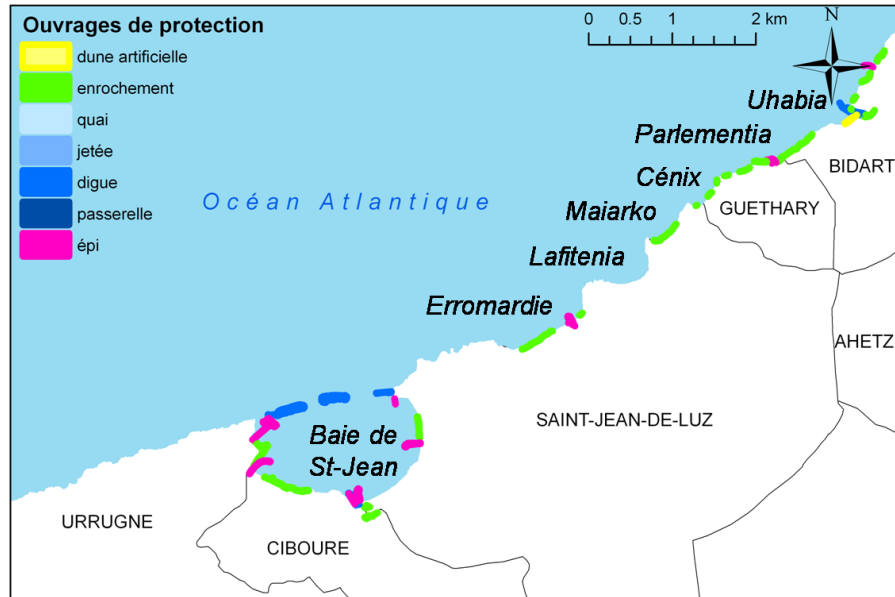 Ouvrages de protection
dune artificielle
enrochement
quai
jetée
digue
passerelle
épi
0 0.5 1 2 km
N
Uhabia
Parlementia
BIDART
Cénix
Océan Atlantique
Maiarko
GUETHARY
Lafitenia
Erromardie
AHETZ
SAINT-JEAN-DE-LUZ
Baie de
St-Jean
URRUGNE
CIBOURE